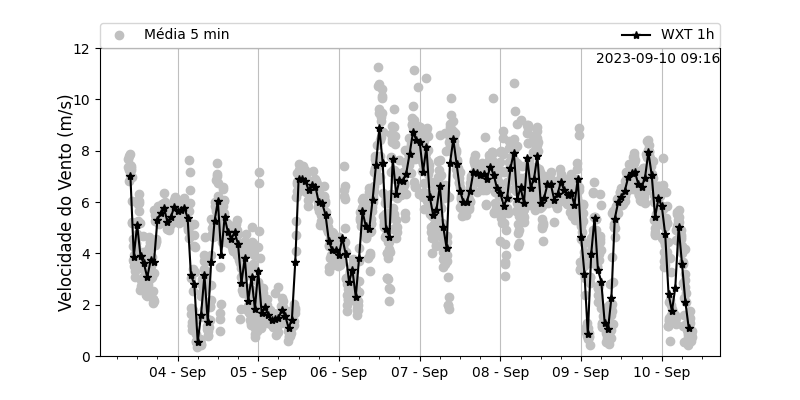 Média 5 min
WXT 1h
2023-09-10 09:16
Velocidade do Vento (m/s)
12
10
8
6
4
2
0
04 - Sep
05 - Sep
06 - Sep
07 - Sep
08 - Sep
09 - Sep
10 - Sep